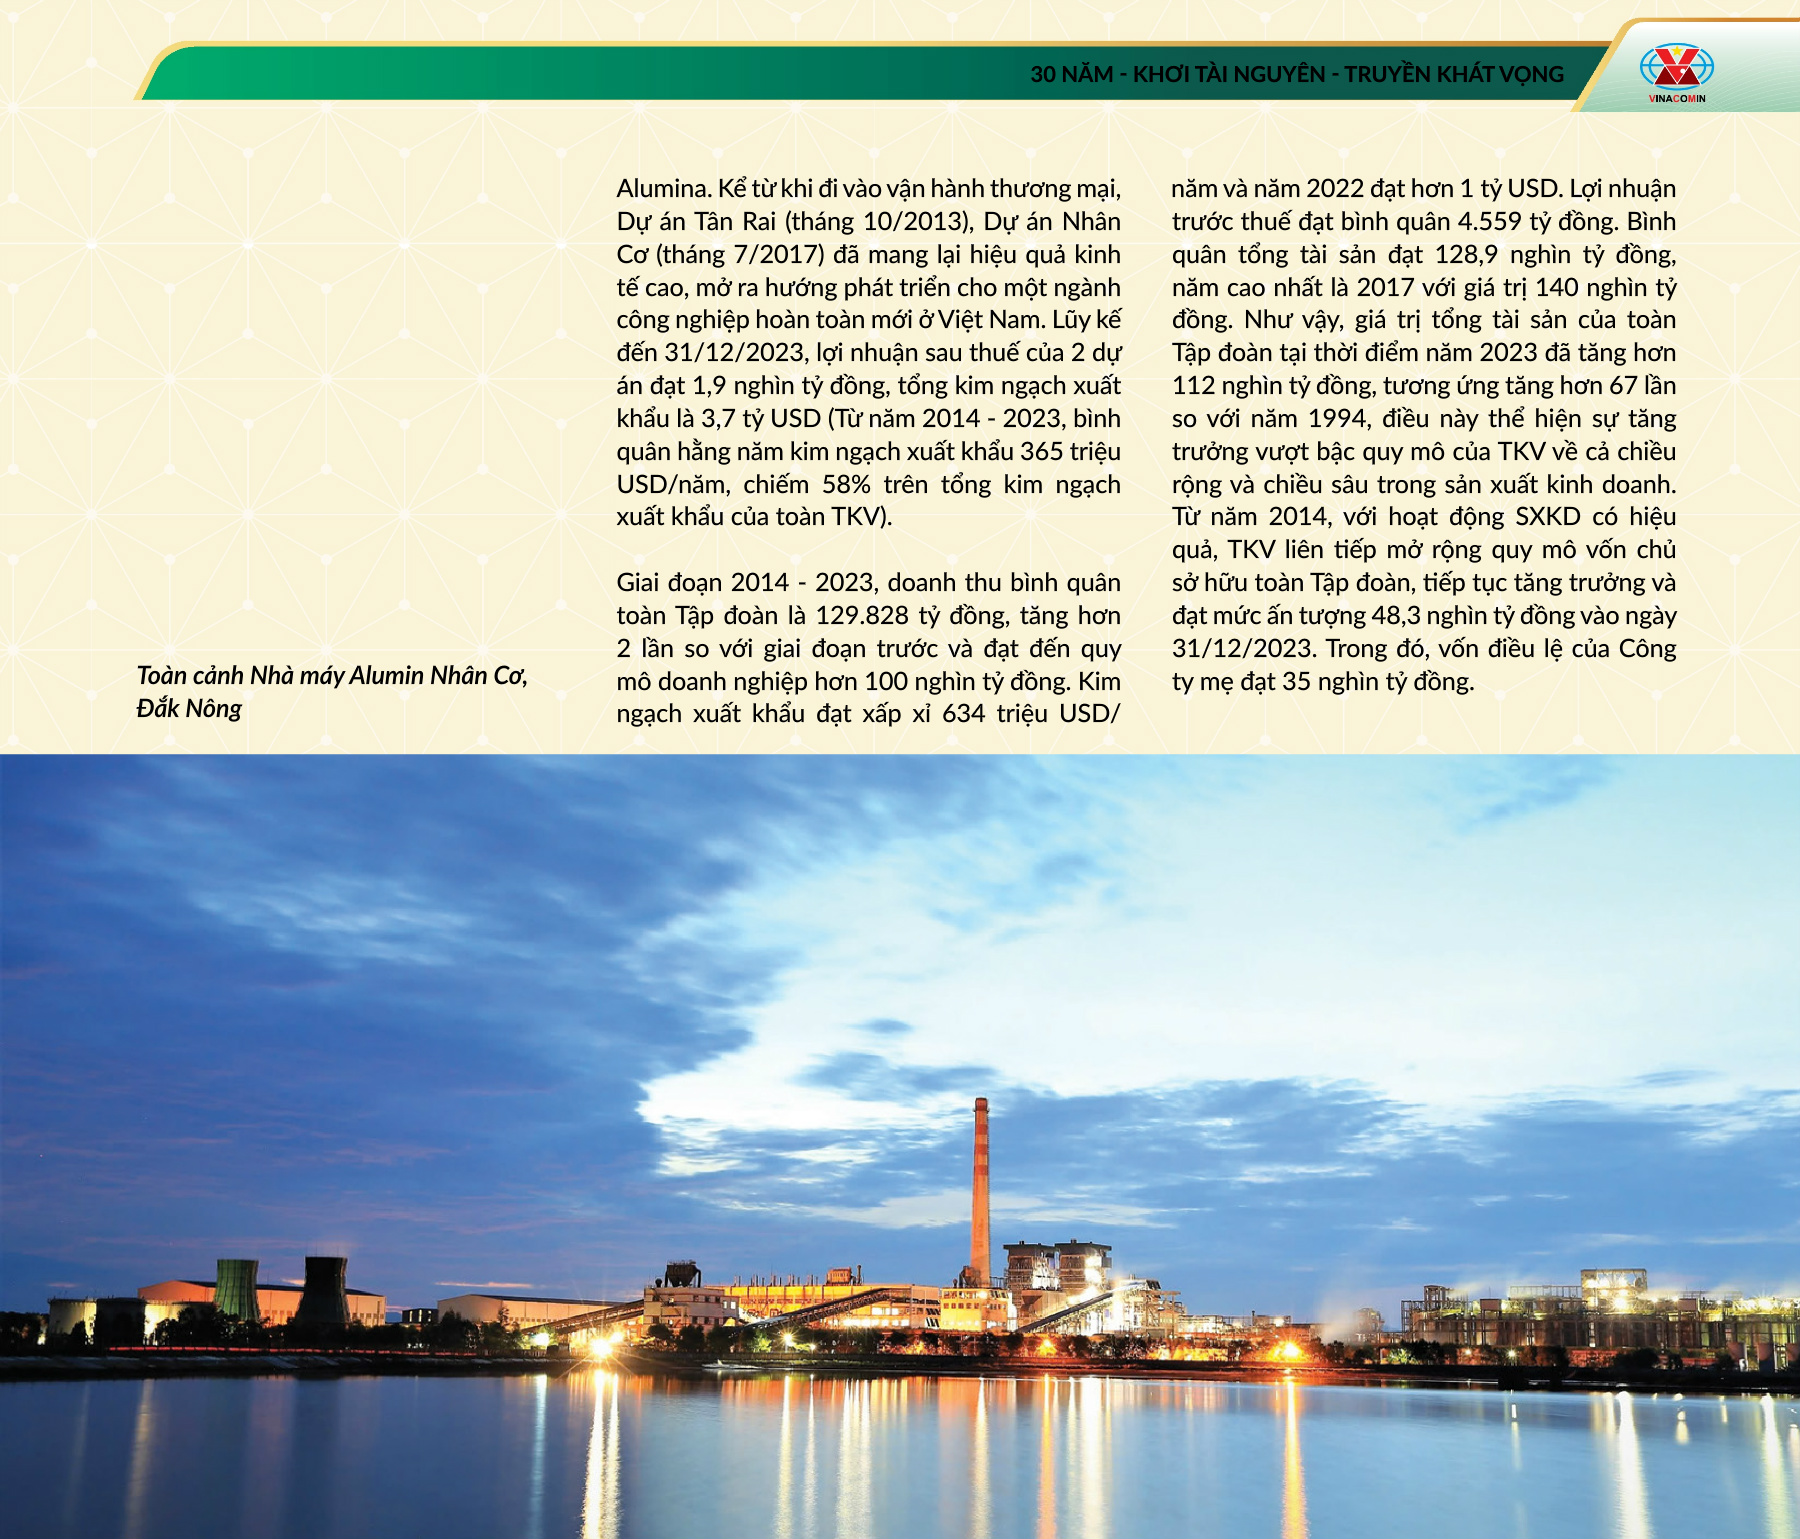 30 NĂM - KHƠI TÀI NGUYÊN - TRUYỀN KHÁT VỌNG
VINACOMIN
Alumina. Kể từ khi đi vào vận hành thương mại,
Dự án Tân Rai (tháng 10/2013), Dự án Nhân
Cơ (tháng 7/2017) đã mang lại hiệu quả kinh
tế cao, mở ra hướng phát triển cho một ngành
công nghiệp hoàn toàn mới ở Việt Nam. Lũy kế
đến 31/12/2023, lợi nhuận sau thuế của 2 dự
án đạt 1,9 nghìn tỷ đồng, tổng kim ngạch xuất
khẩu là 3,7 tỷ USD (Từ năm 2014 - 2023, bình
quân hằng năm kim ngạch xuất khẩu 365 triệu
USD/năm, chiếm 58% trên tổng kim ngạch
xuất khẩu của toàn TKV).
Giai đoạn 2014 - 2023, doanh thu bình quân
toàn Tập đoàn là 129.828 tỷ đồng, tăng hơn
2 lần so với giai đoạn trước và đạt đến quy
mô doanh nghiệp hơn 100 nghìn tỷ đồng. Kim
ngạch xuất khẩu đạt xấp xỉ 634 triệu USD/
năm và năm 2022 đạt hơn 1 tỷ USD. Lợi nhuận
trước thuế đạt bình quân 4.559 tỷ đồng. Bình
quân tổng tài sản đạt 128,9 nghìn tỷ đồng,
năm cao nhất là 2017 với giá trị 140 nghìn tỷ
đồng. Như vậy, giá trị tổng tài sản của toàn
Tập đoàn tại thời điểm năm 2023 đã tăng hơn
112 nghìn tỷ đồng, tương ứng tăng hơn 67 lần
so với năm 1994, điều này thể hiện sự tăng
trưởng vượt bậc quy mô của TKV về cả chiều
rộng và chiều sâu trong sản xuất kinh doanh.
Từ năm 2014, với hoạt động SXKD có hiệu
quả, TKV liên tiếp mở rộng quy mô vốn chủ
sở hữu toàn Tập đoàn, tiếp tục tăng trưởng và
đạt mức ấn tượng 48,3 nghìn tỷ đồng vào ngày
31/12/2023. Trong đó, vốn điều lệ của Công
ty mẹ đạt 35 nghìn tỷ đồng.
Toàn cảnh Nhà máy Alumin Nhân Cơ,
Đắk Nông